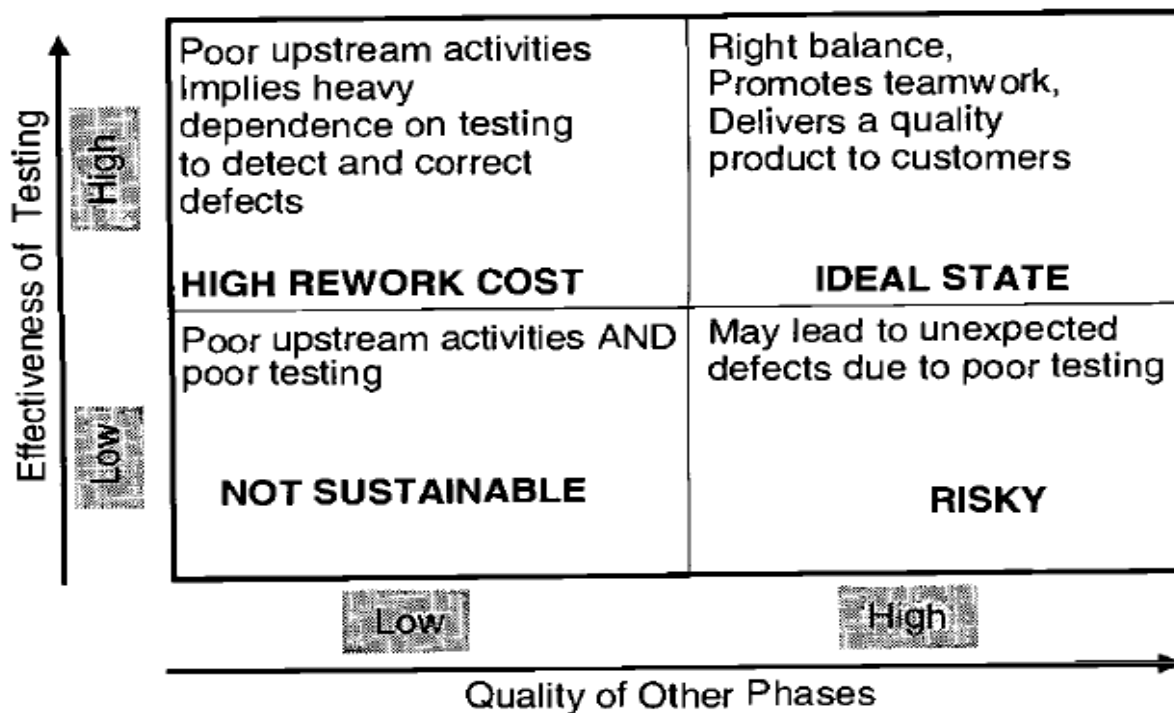 Effectiveness of Testing
High
Low
Poor upstream activities
Implies heavy
dependence on testing
to detect and correct
defects
HIGH REWORK COST
Right balance,
Promotes teamwork,
Delivers a quality
product to customers
IDEAL STATE
Poor upstream activities AND
poor testing
NOT SUSTAINABLE
May lead to unexpected
defects due to poor testing
RISKY
Low
High
Quality of Other Phases